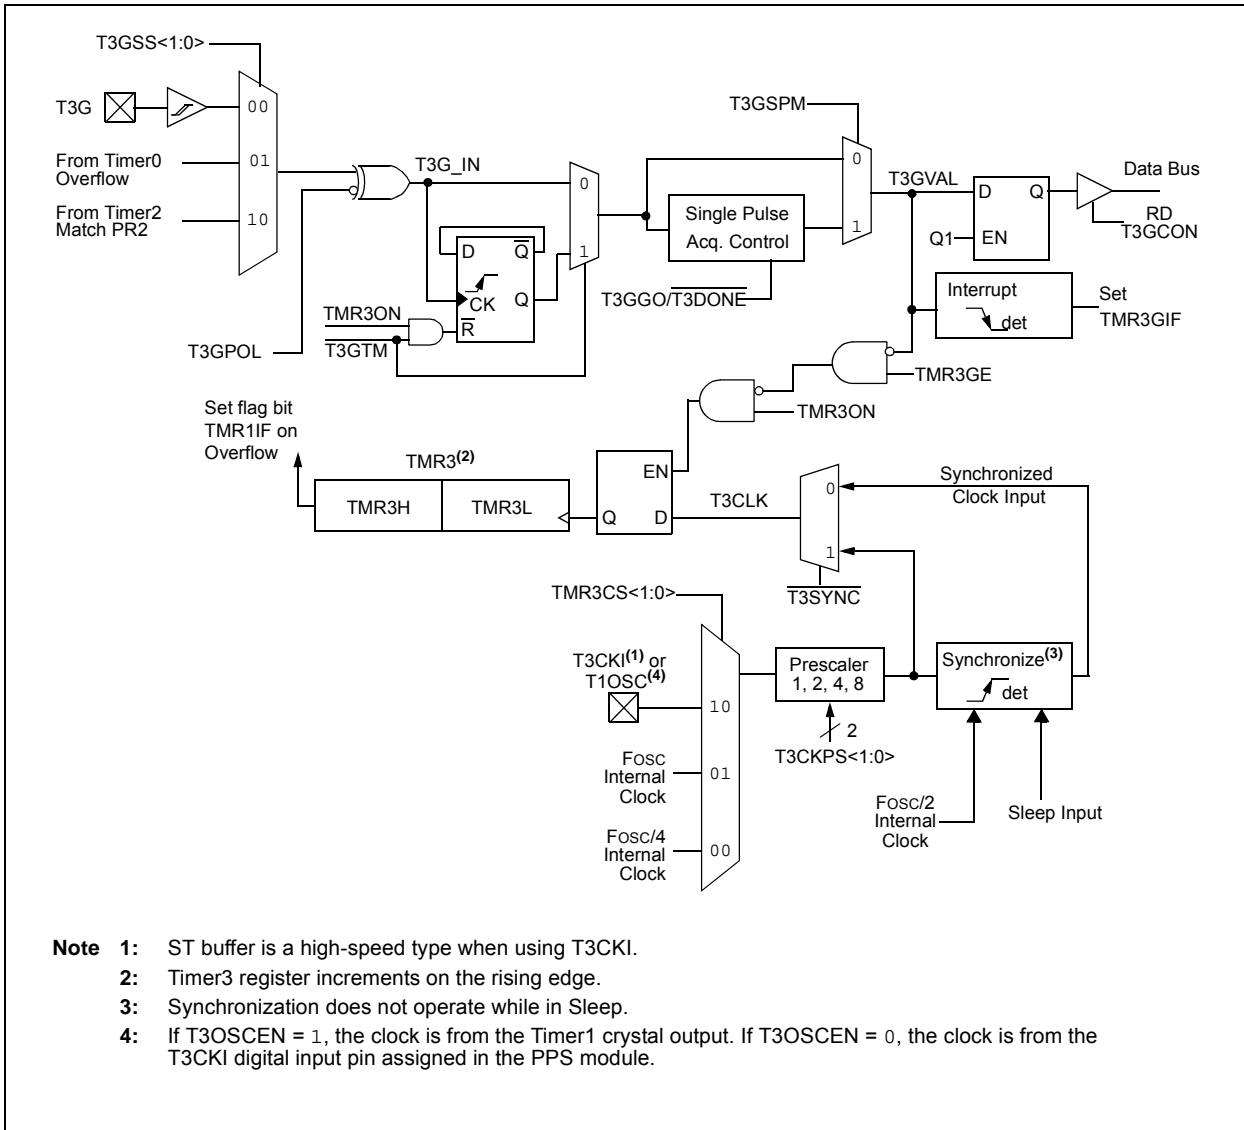 T3GSS<1:0>
T3G
00
From Timer0
Overflow
01
From Timer2
Match PR2
10
T3GPOL
T3G_IN
0
1
D
Q
CK
Q
R
TMR3ON
T3GTM
T3GSPM
0
1
Single Pulse
Acq. Control
T3GGO/T3DONE
T3GVAL
D
Q
Q1
EN
Data Bus
RD
T3GCON
Interrupt
det
Set
TMR3GIF
TMR3GE
TMR3ON
Set flag bit
TMR1IF on
Overflow
TMR3(2)
TMR3H
TMR3L
EN
Q
D
T3CLK
0
1
T3SYNC
Synchronized
Clock Input
TMR3CS<1:0>
T3CKI(1) or
T1OSC(4)
10
FOSC
Internal
Clock
01
FOSC/4
Internal
Clock
00
Prescaler
1, 2, 4, 8
2
T3CKPS<1:0>
Synchronize(3)
det
FOSC/2
Internal
Clock
Sleep Input
Note 1: ST buffer is a high-speed type when using T3CKI.
2: Timer3 register increments on the rising edge.
3: Synchronization does not operate while in Sleep.
4: If T3OSCEN = 1, the clock is from the Timer1 crystal output. If T3OSCEN = 0, the clock is from the
T3CKI digital input pin assigned in the PPS module.